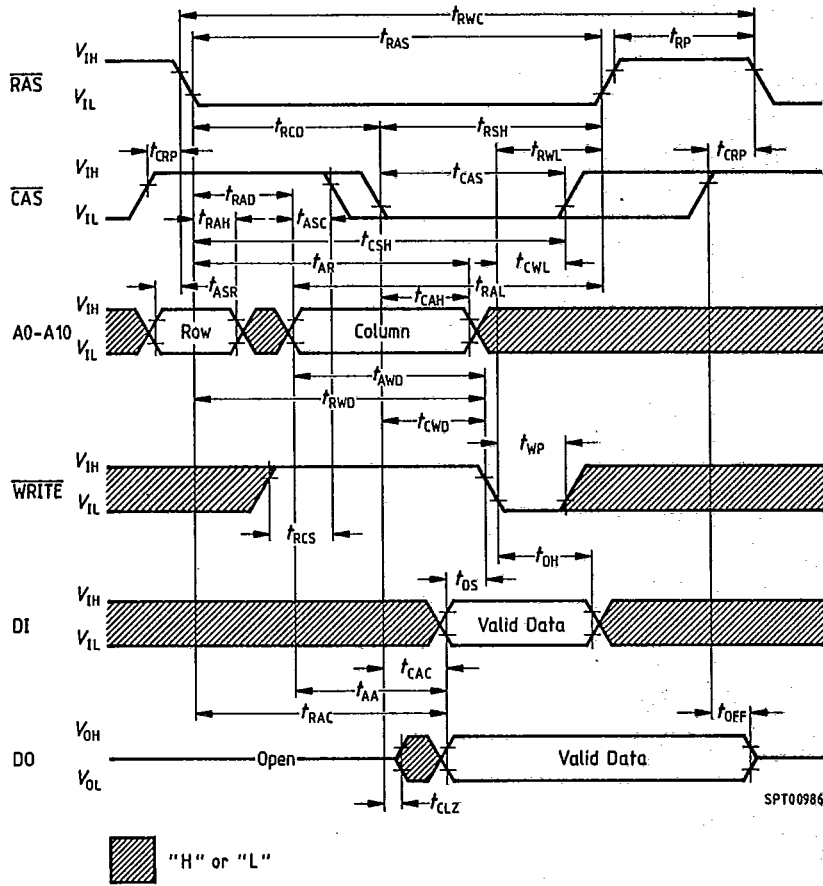 tRWC
tRAS
tRP
VIH
RAS
VIL
tRCD
tRSH
tCRP
tRWL
tCRP
VIH
tCAS
CAS
tRAD
VIL
tRAH
tASC
tCSH
tAR
tCWL
tASR
tCAH
tRAL
VIH
A0-A10
Row
Column
VIL
tAWD
tRWD
tCWD
tWP
VIH
WRITE
VIL
tRCS
tDS
tDH
VIH
DI
Valid Data
VIL
tCAC
tAA
tRAC
tOFF
VOH
DO
Open
Valid Data
VOL
tCLZ
SPT00986
"H" or "L"